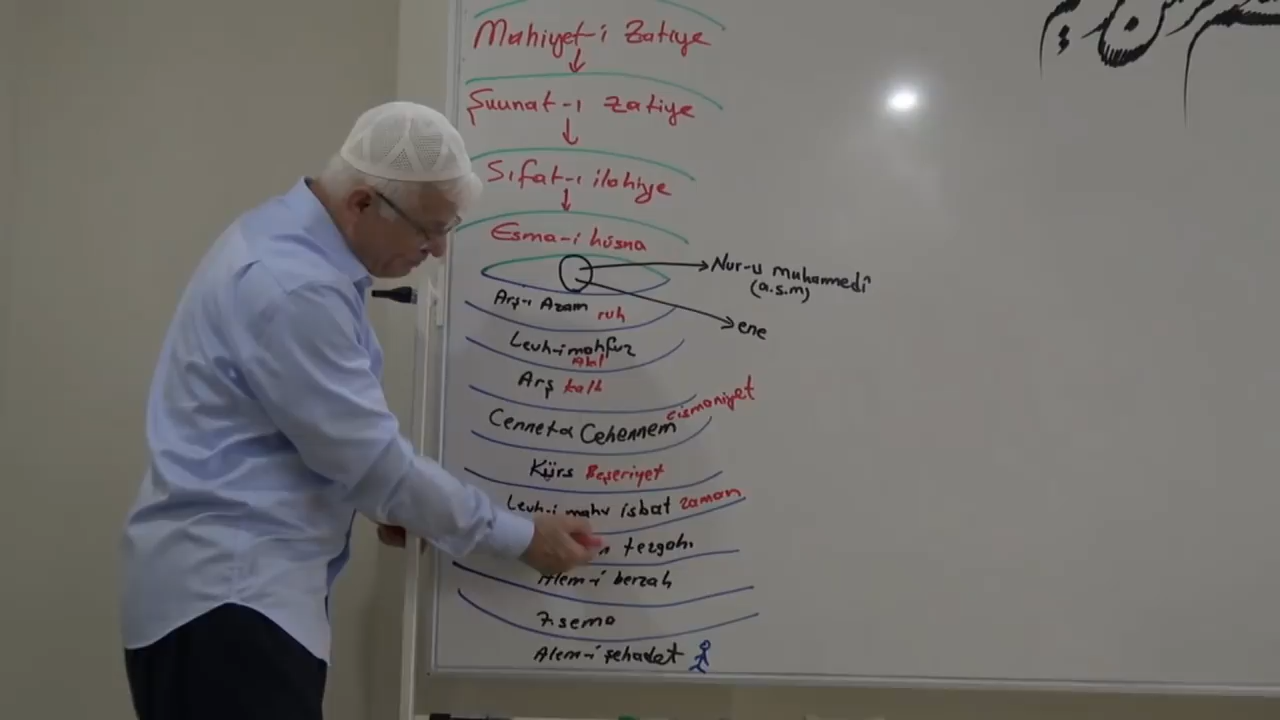 Mahiyet-i Zatiye
Şuunat-ı zatiye
Sıfat-ı ilahiye
Esma-i hüsna
Nur-u muhammedî
(a.s.m)
ene
Arş-ı Azam ruh
Levh-i mahfuz
Akıl
Arş kalb
cismaniyet
Cennet & Cehennem
Kürs Beşeriyet
Levh-i mahv isbat zaman
tezgahı
Alem-i berzah
7. sema
Alem-i şehadet